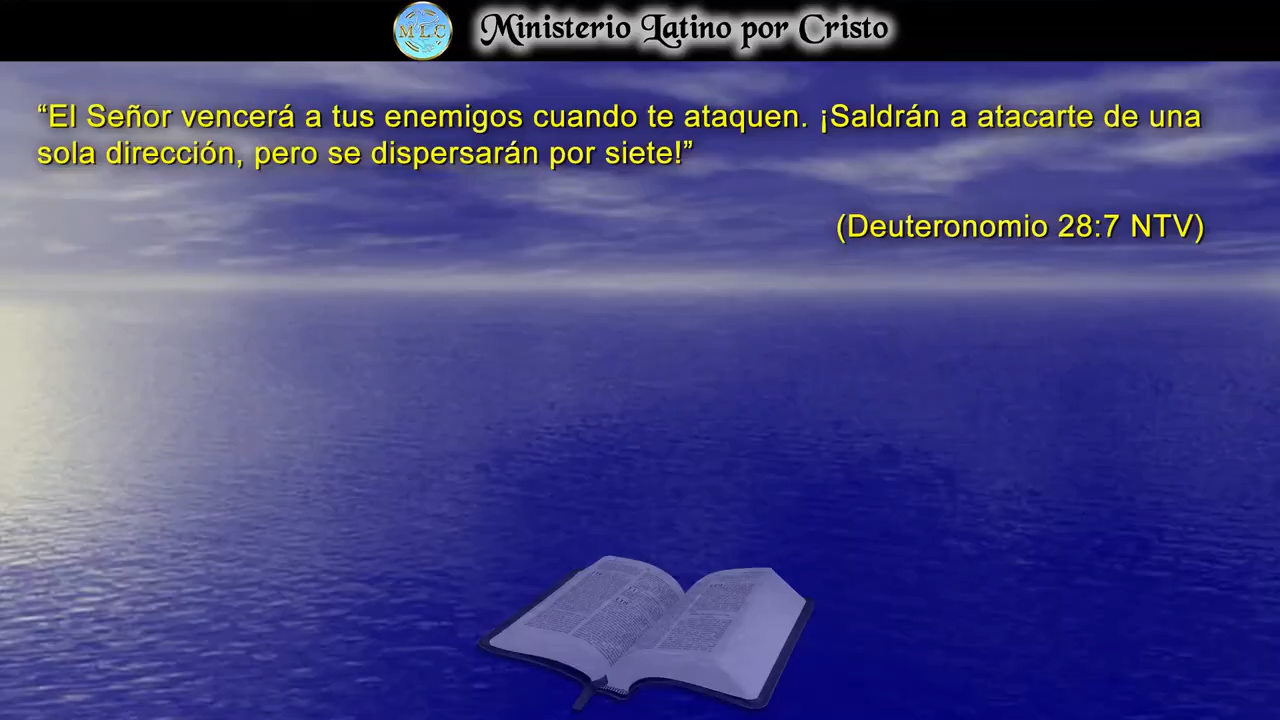 MLC
Ministerio Latino por Cristo
“El Señor vencerá a tus enemigos cuando te ataquen. ¡Saldrán a atacarte de una
sola dirección, pero se dispersarán por siete!”
(Deuteronomio 28:7 NTV)